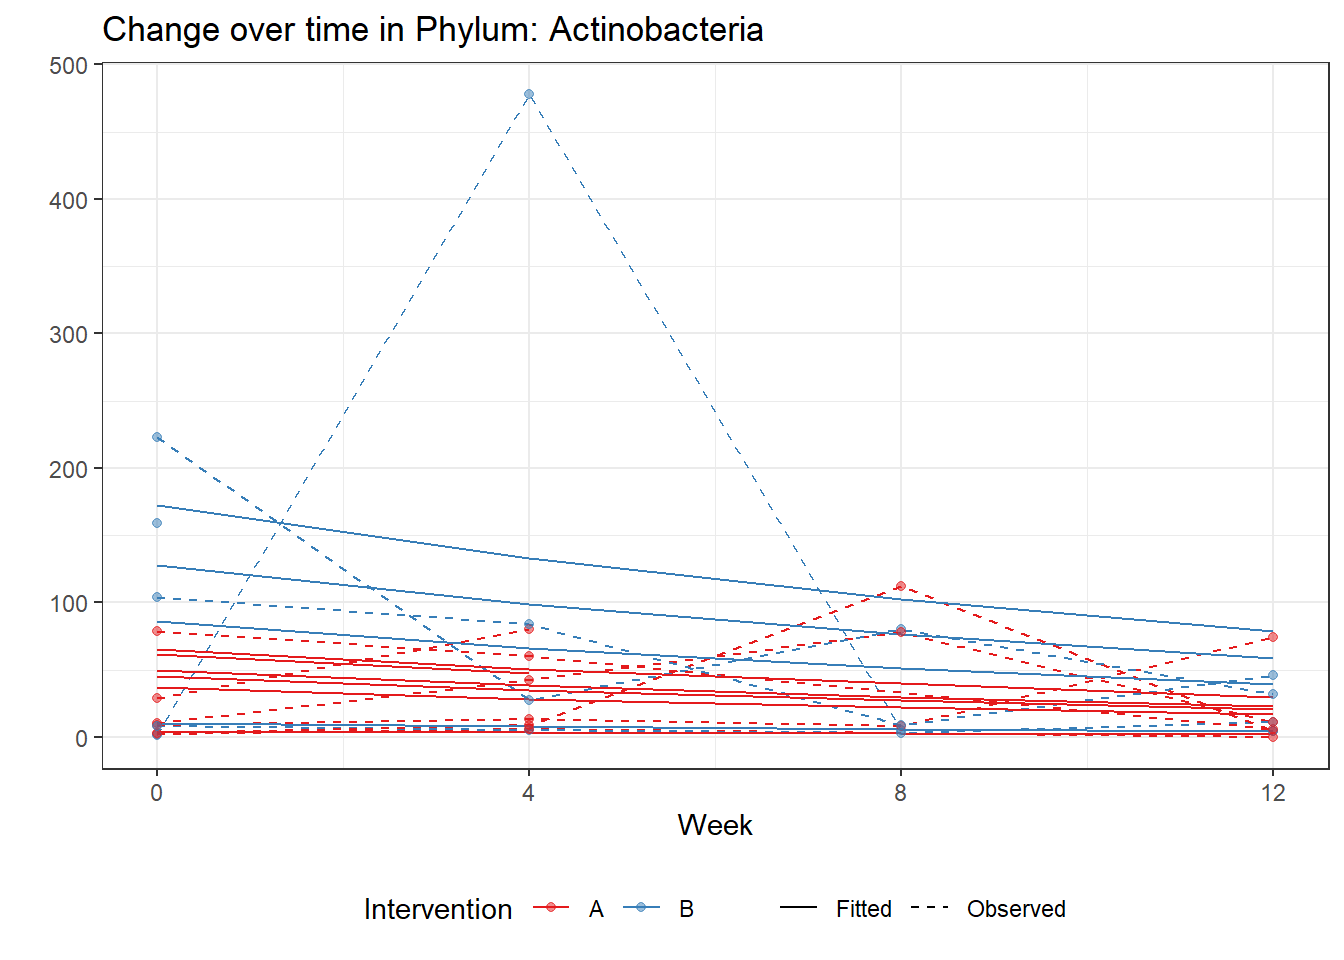 Change over time in Phylum: Actinobacteria
500
400
300
200
100
0
0 4 8 12
Week
Intervention A B Fitted Observed